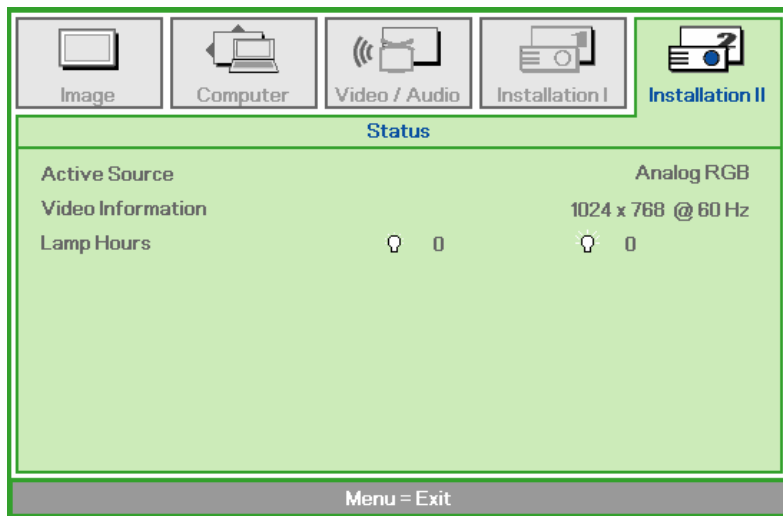 Image
Computer
Video / Audio
Installation I
Installation II
Status
Active Source Analog RGB
Video Information 1024 x 768 @ 60 Hz
Lamp Hours 0 0
Menu = Exit